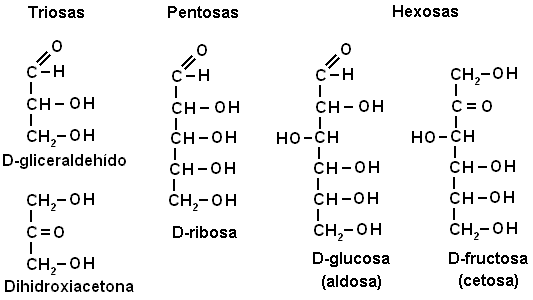 Triosas
Pentosas
Hexosas
O
C–H
CH–OH
CH₂–OH
D-gliceraldehído
CH₂–OH
C=O
CH₂–OH
Dihidroxiacetona
O
C–H
CH–OH
CH–OH
CH–OH
CH₂–OH
D-ribosa
O
C–H
CH–OH
HO–CH
CH–OH
CH–OH
CH₂–OH
D-glucosa
(aldosa)
CH₂–OH
C=O
HO–CH
CH–OH
CH–OH
CH₂–OH
D-fructosa
(cetosa)